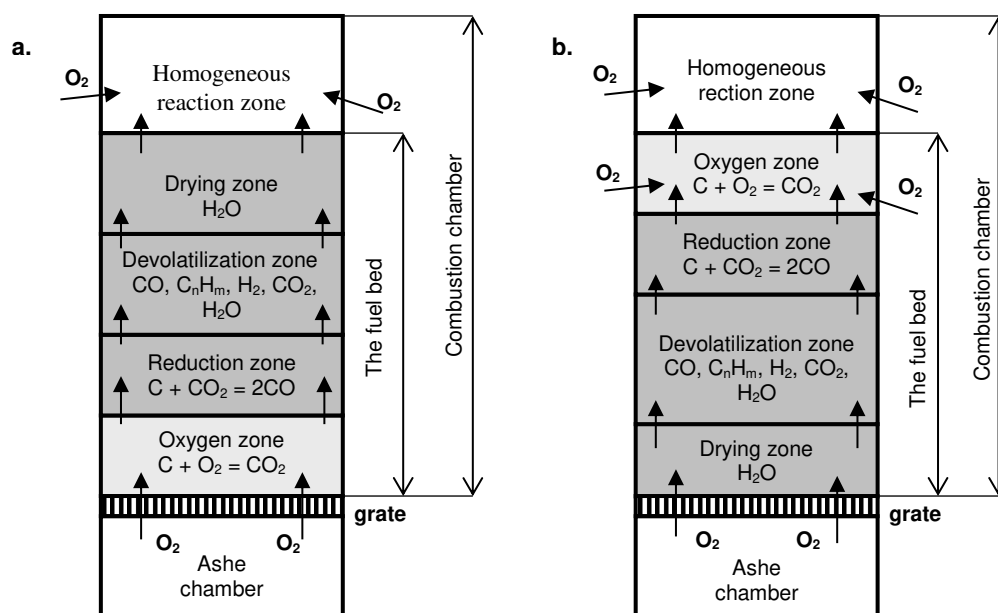 a.
O₂
Homogeneous
reaction zone
O₂
Drying zone
H₂O
Devolatilization zone
CO, CₙHₘ, H₂, CO₂,
H₂O
Reduction zone
C + CO₂ = 2CO
Oxygen zone
C + O₂ = CO₂
grate
O₂ O₂
Ashe
chamber
The fuel bed
Combustion chamber
b.
O₂
Homogeneous
rection zone
O₂
O₂
Oxygen zone
C + O₂ = CO₂
O₂
Reduction zone
C + CO₂ = 2CO
Devolatilization zone
CO, CₙHₘ, H₂, CO₂,
H₂O
Drying zone
H₂O
grate
O₂ O₂
Ashe
chamber
The fuel bed
Combustion chamber